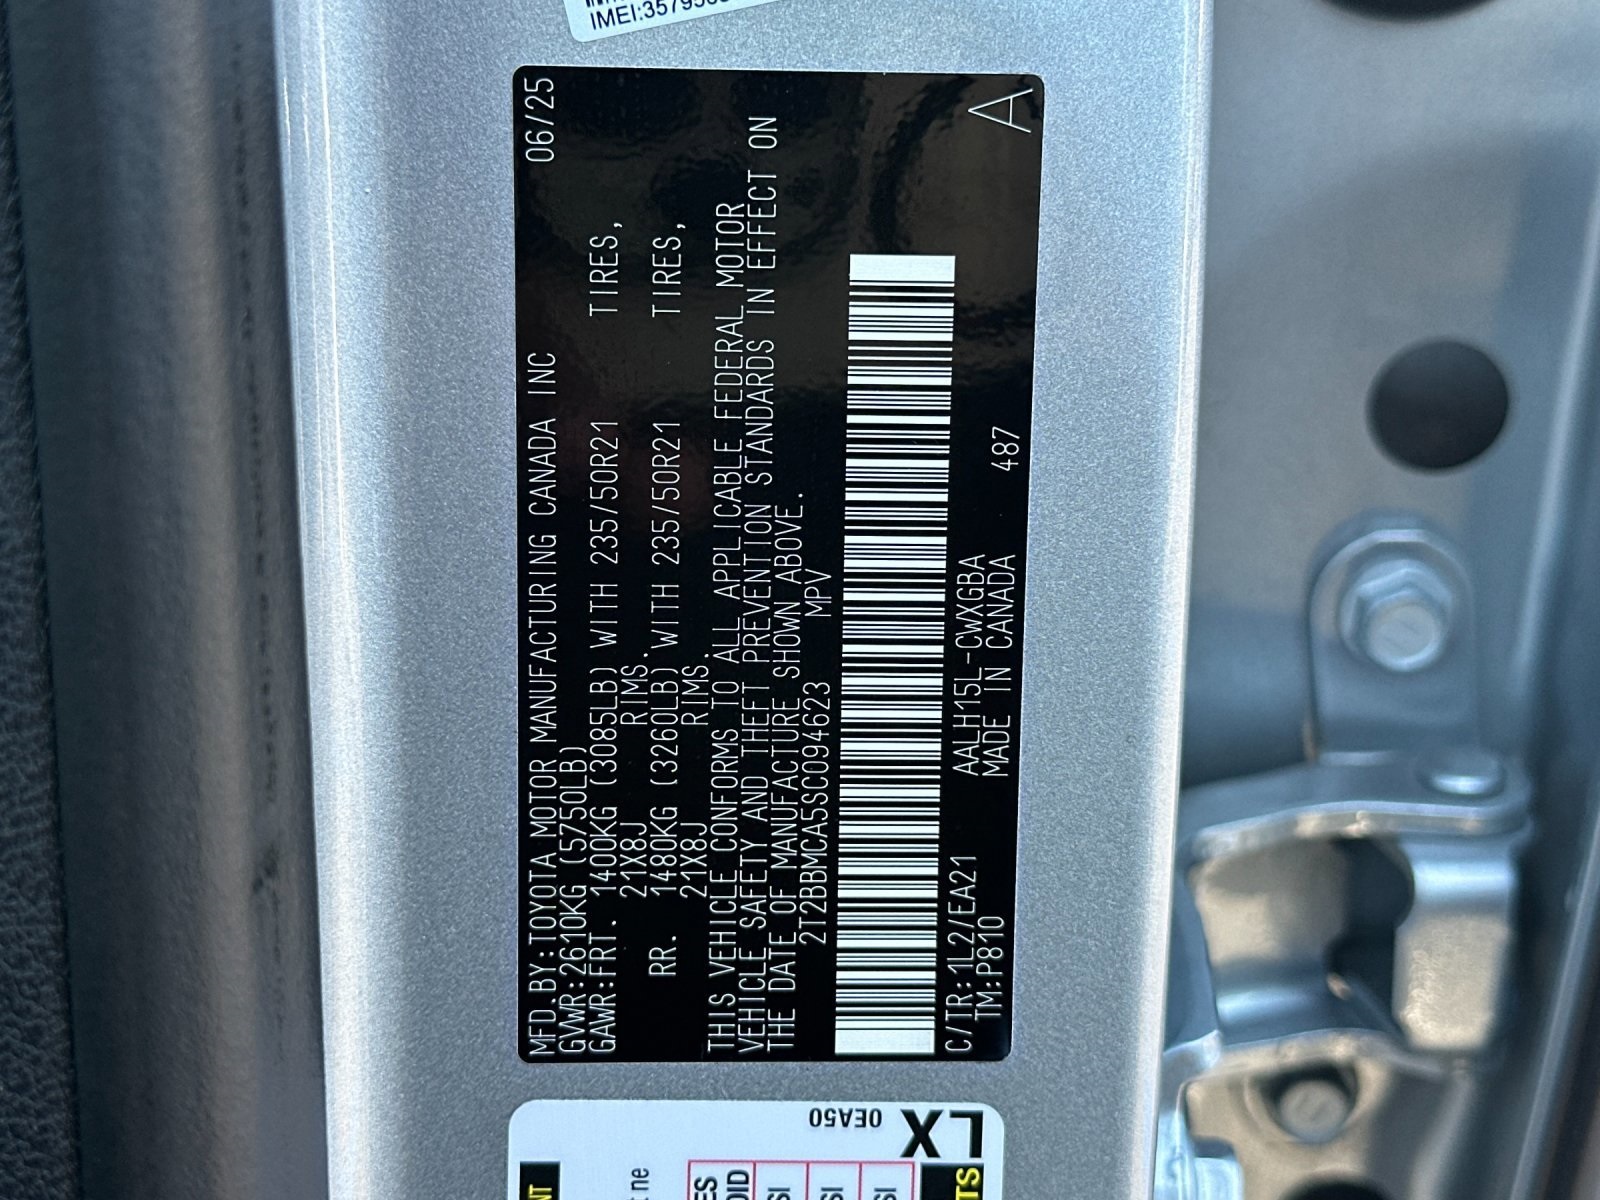 IMEI:357956
MFD.BY:TOYOTA MOTOR MANUFACTURING CANADA INC 06/25
GVWR:2610KG (5750LB)
GAWR:FRT. 1400KG (3085LB) WITH 235/50R21 TIRES,
21X8J RIMS.
RR. 1480KG (3260LB) WITH 235/50R21 TIRES,
21X8J RIMS.
THIS VEHICLE CONFORMS TO ALL APPLICABLE FEDERAL MOTOR
VEHICLE SAFETY AND THEFT PREVENTION STANDARDS IN EFFECT ON
THE DATE OF MANUFACTURE SHOWN ABOVE.
2T2BBMCA5SC094623 MPV
C/TR:1L2/EA21 AALH15L-CWXGBA
TM:P810 MADE IN CANADA 487
A
LX
0EA50